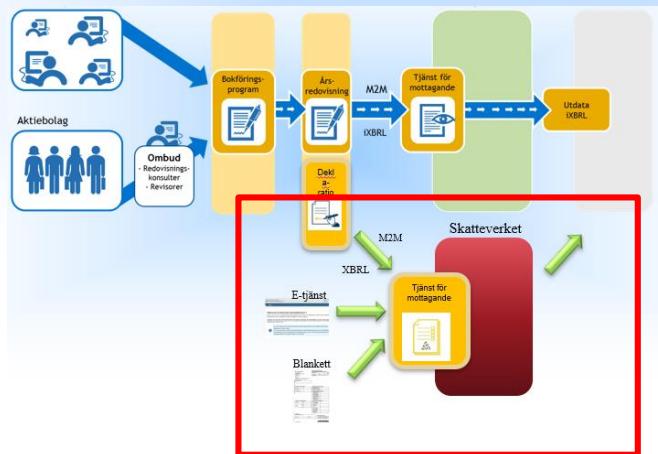 Bokförings-
program
Års-
redovisning
M2M
iXBRL
Tjänst för
mottagande
Utdata
iXBRL
Aktiebolag
Ombud
- Redovisnings-
konsulter
- Revisorer
Dekl
a-
ratio
M2M
XBRL
Skatteverket
Tjänst för
mottagande
E-tjänst
Blankett